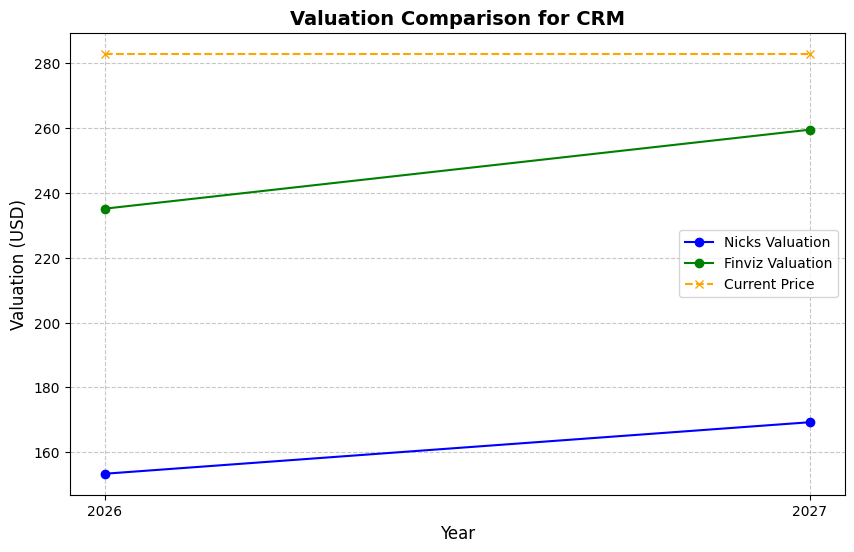 Valuation Comparison for CRM
Valuation (USD)
280
260
240
220
200
180
160
Nicks Valuation
Finviz Valuation
Current Price
2026
2027
Year